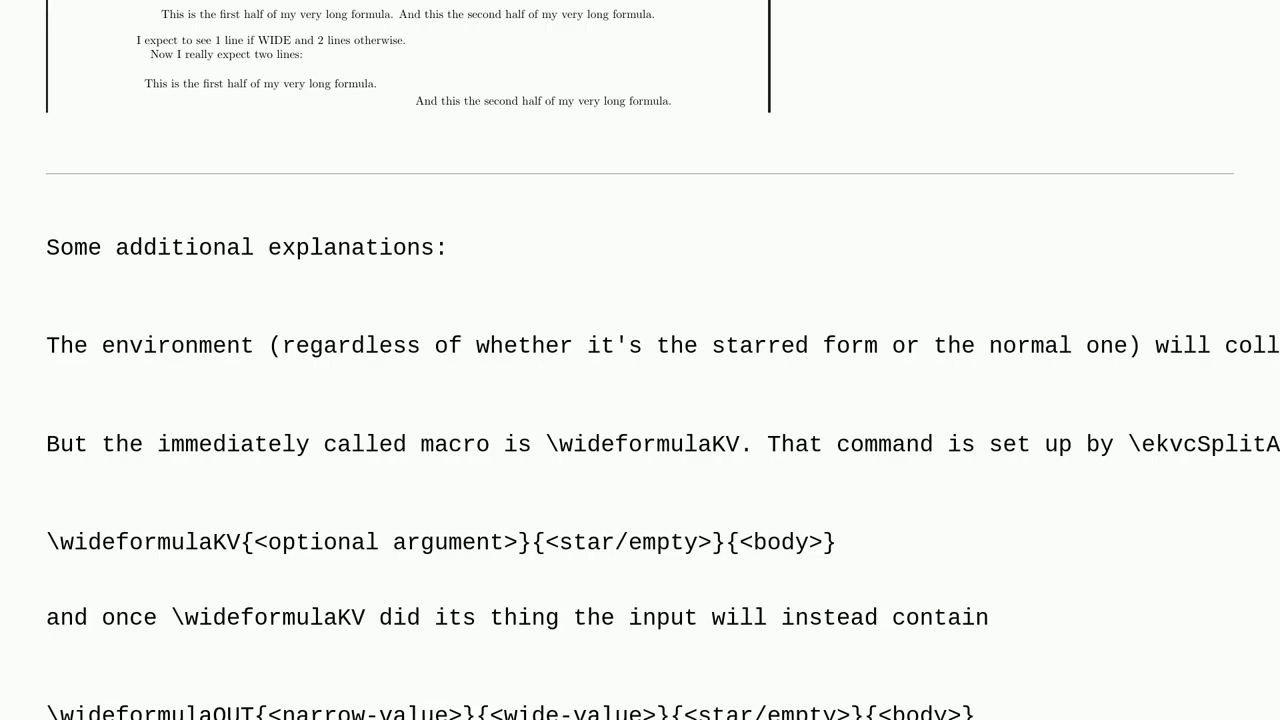 This is the first half of my very long formula. And this the second half of my very long formula.
I expect to see 1 line if WIDE and 2 lines otherwise.
Now I really expect two lines:
This is the first half of my very long formula.
And this the second half of my very long formula.
Some additional explanations:
The environment (regardless of whether it's the starred form or the normal one) will coll
But the immediately called macro is \wideformulaKV. That command is set up by \ekvcSplitA
\wideformulaKV{<optional argument>}{<star/empty>}{<body>}
and once \wideformulaKV did its thing the input will instead contain
\wideformulaOUT{<narrow-value>}{<wide-value>}{<star/empty>}{<body>}